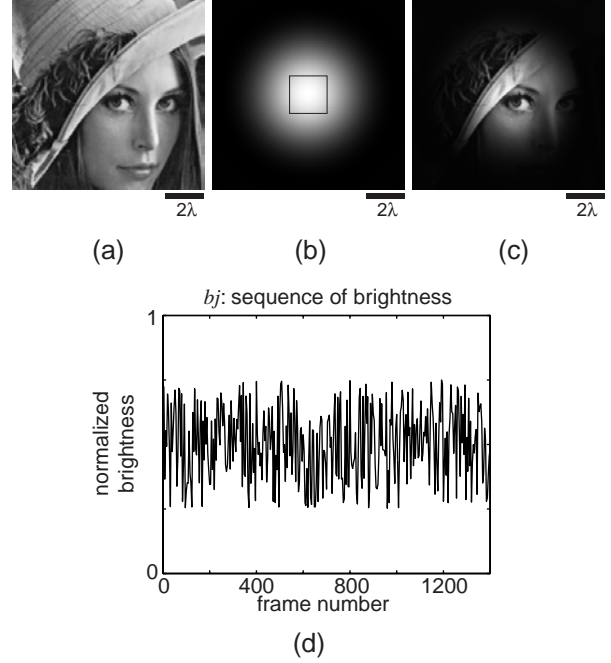 2λ 2λ 2λ
(a) (b) (c)
bj: sequence of brightness
1
normalized
brightness
0
0 400 800 1200
frame number
(d)